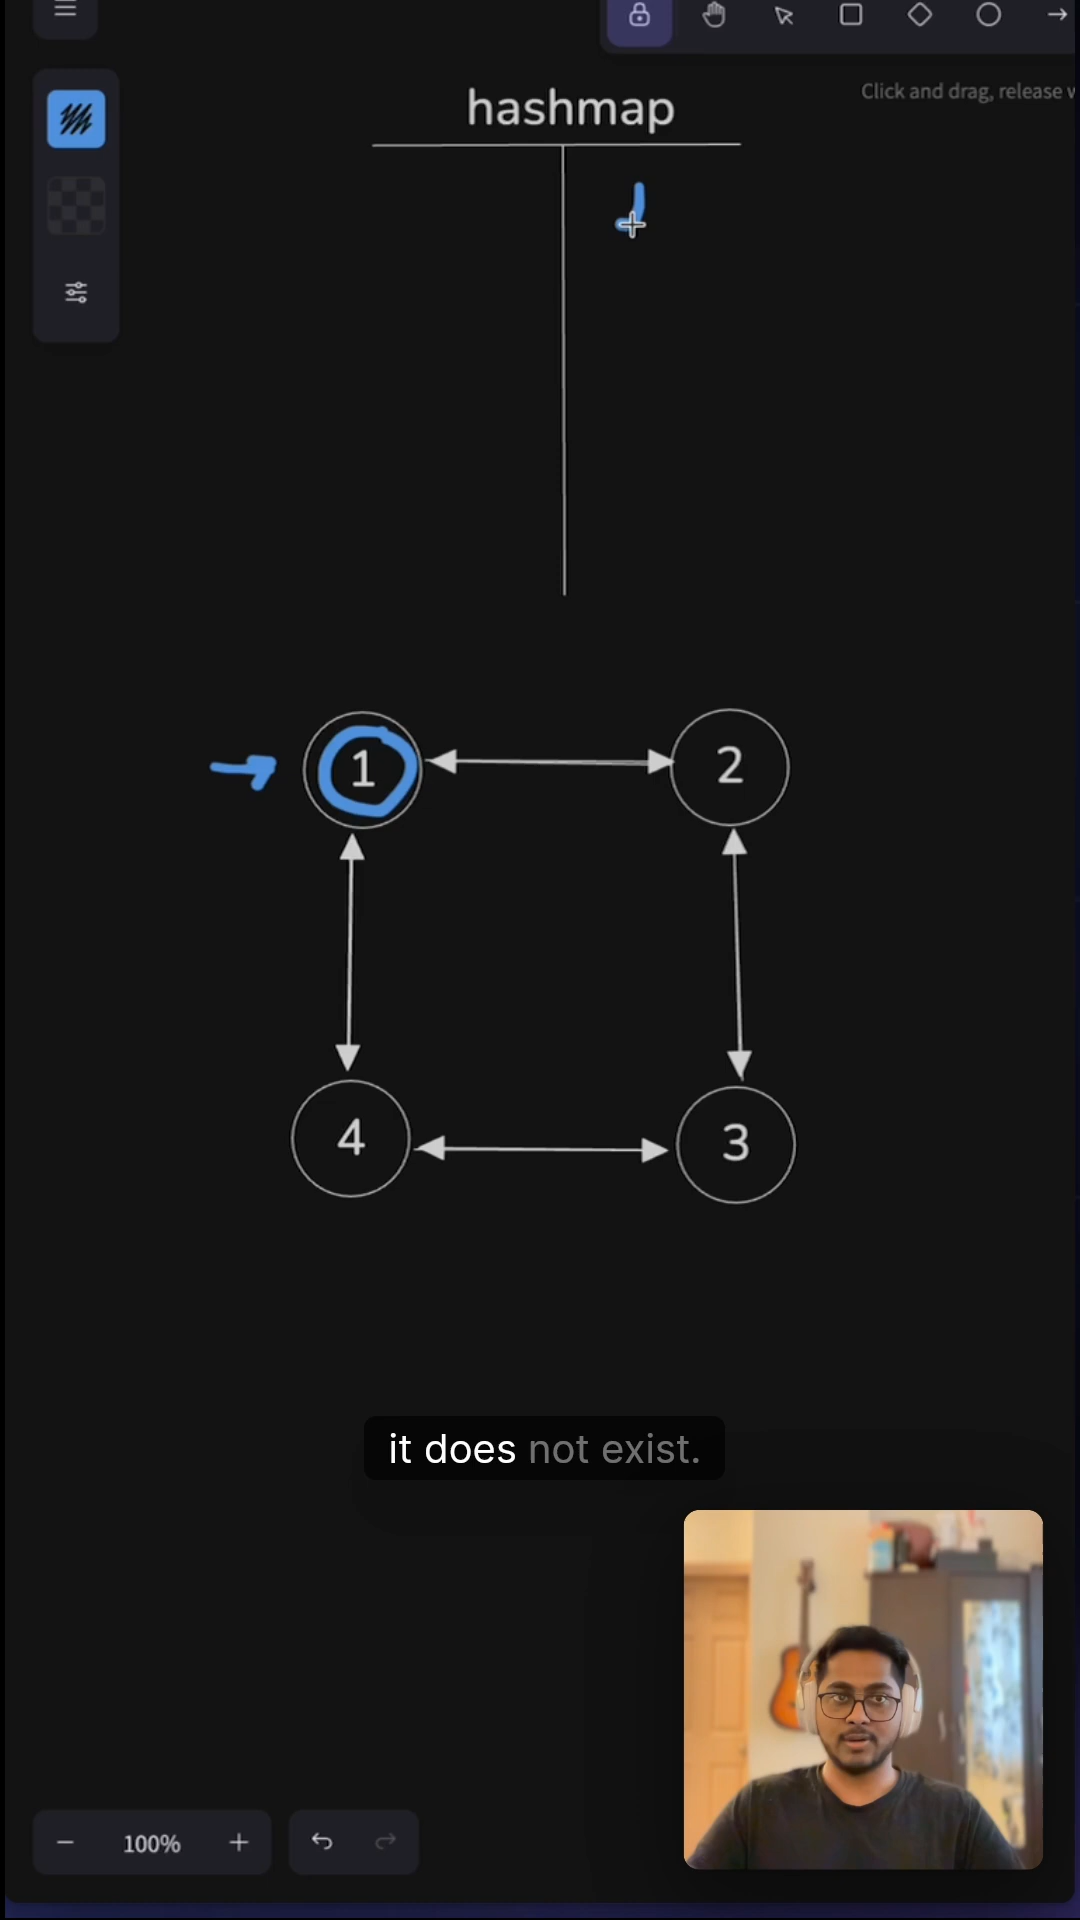 Click and drag, release
hashmap
1
2
4
3
it does not exist.
100%